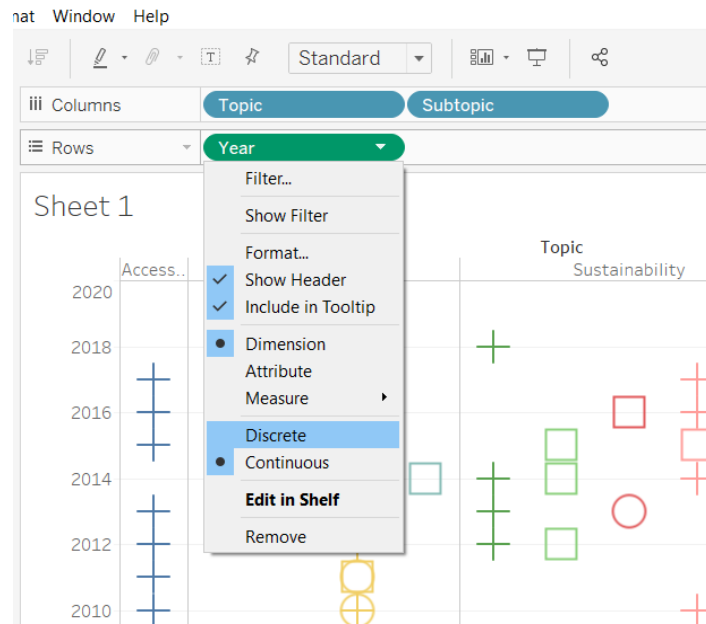 nat Window Help
T Standard
iii Columns Topic Subtopic
Rows Year
Sheet 1
Filter...
Show Filter
Format...
Show Header
Include in Tooltip
Dimension
Attribute
Measure
Discrete
Continuous
Edit in Shelf
Remove
Topic
Access.. Sustainability
2020
2018
2016
2014
2012
2010